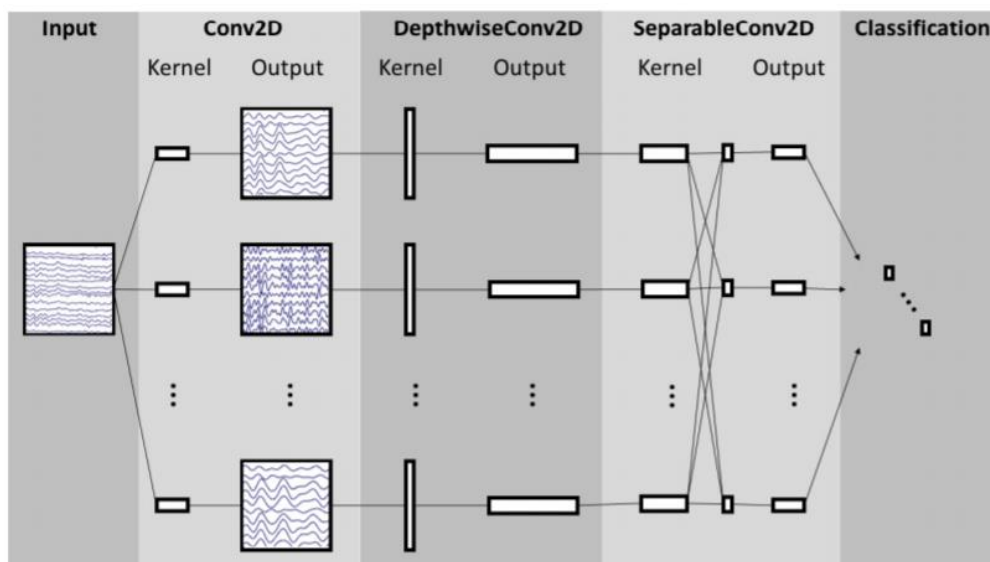 Input Conv2D DepthwiseConv2D SeparableConv2D Classification
Kernel Output Kernel Output Kernel Output